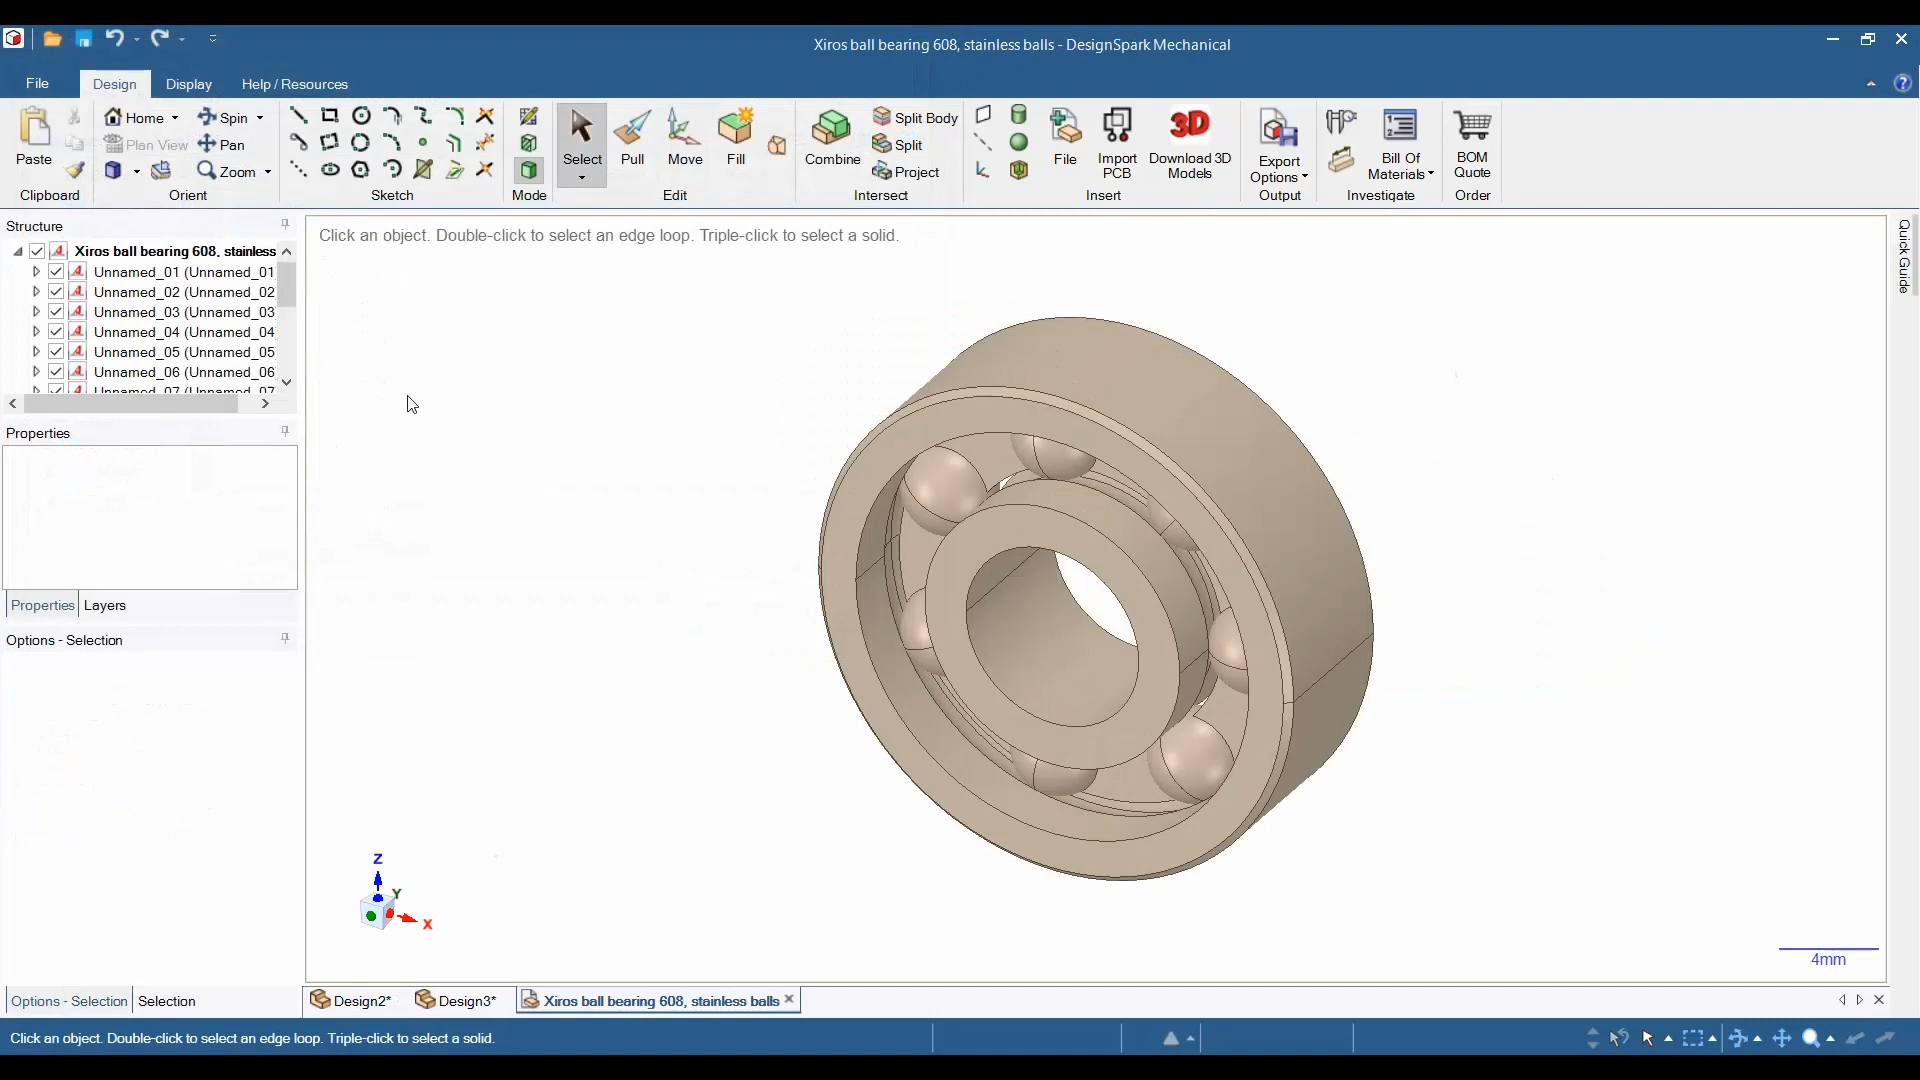 Xiros ball bearing 608, stainless balls - DesignSpark Mechanical
File Design Display Help / Resources
Home Spin Split Body
Plan View Pan Split
Zoom Project
Paste Select Pull Move Fill Combine File Import PCB Download 3D Models Export Options Bill Of Materials BOM Quote
3D
Clipboard Orient Sketch Mode Edit Intersect Insert Output Investigate Order
Structure
Xiros ball bearing 608, stainless
Unnamed_01 (Unnamed_01
Unnamed_02 (Unnamed_02
Unnamed_03 (Unnamed_03
Unnamed_04 (Unnamed_04
Unnamed_05 (Unnamed_05
Unnamed_06 (Unnamed_06
Unnamed_07 (Unnamed_07
Click an object. Double-click to select an edge loop. Triple-click to select a solid.
Quick Guide
Properties
Properties Layers
Options - Selection
Z
Y
X
4mm
Options - Selection Selection
Design2* Design3* Xiros ball bearing 608, stainless balls
Click an object. Double-click to select an edge loop. Triple-click to select a solid.